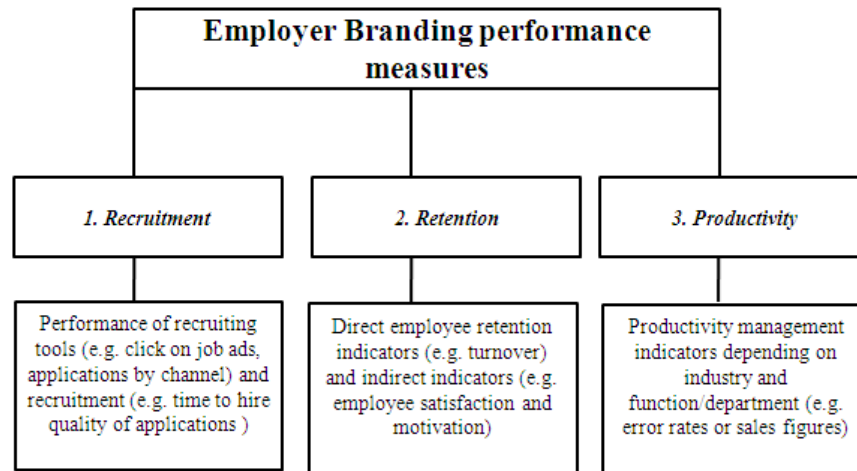 Employer Branding performance
measures
1. Recruitment
2. Retention
3. Productivity
Performance of recruiting
tools (e.g. click on job ads,
applications by channel) and
recruitment (e.g. time to hire
quality of applications )
Direct employee retention
indicators (e.g. turnover)
and indirect indicators (e.g.
employee satisfaction and
motivation)
Productivity management
indicators depending on
industry and
function/department (e.g.
error rates or sales figures)